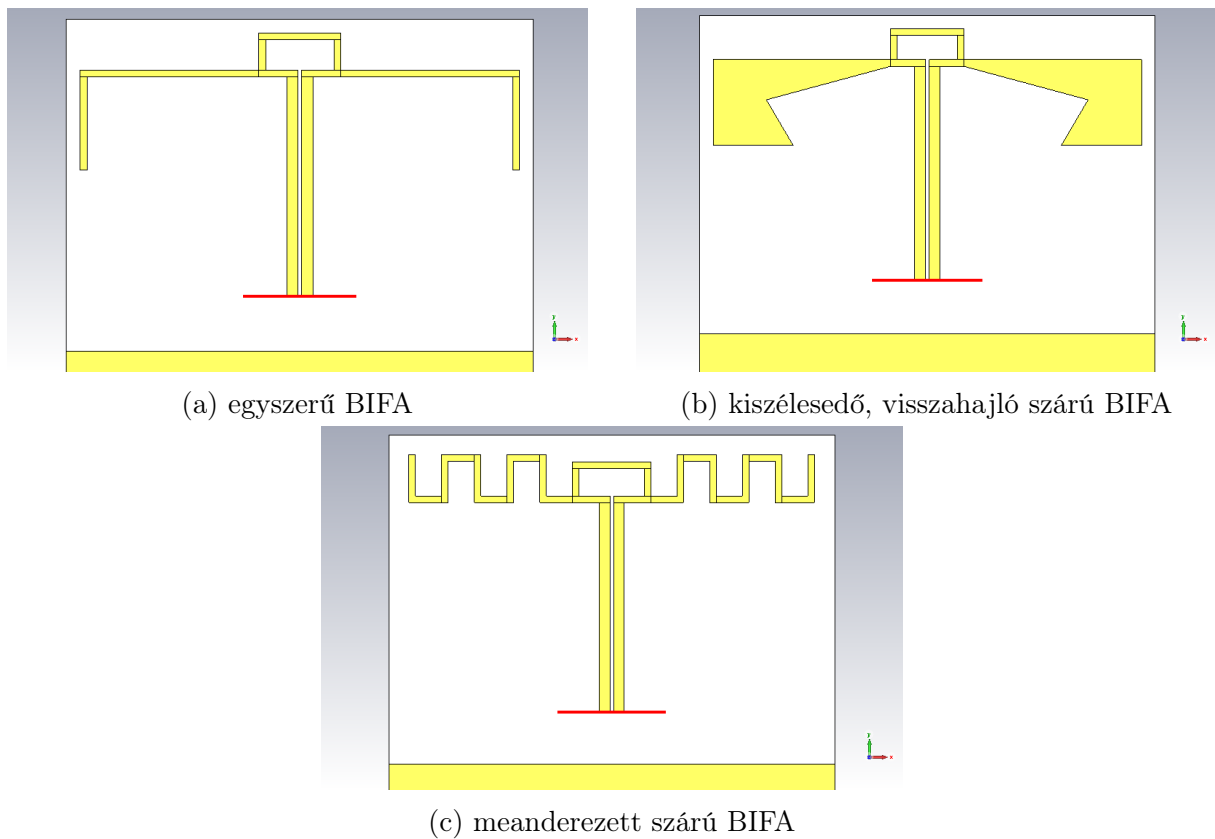 y
x
y
x
(a) egyszerű BIFA
(b) kiszélesedő, visszahajló szárú BIFA
y
x
(c) meanderezett szárú BIFA